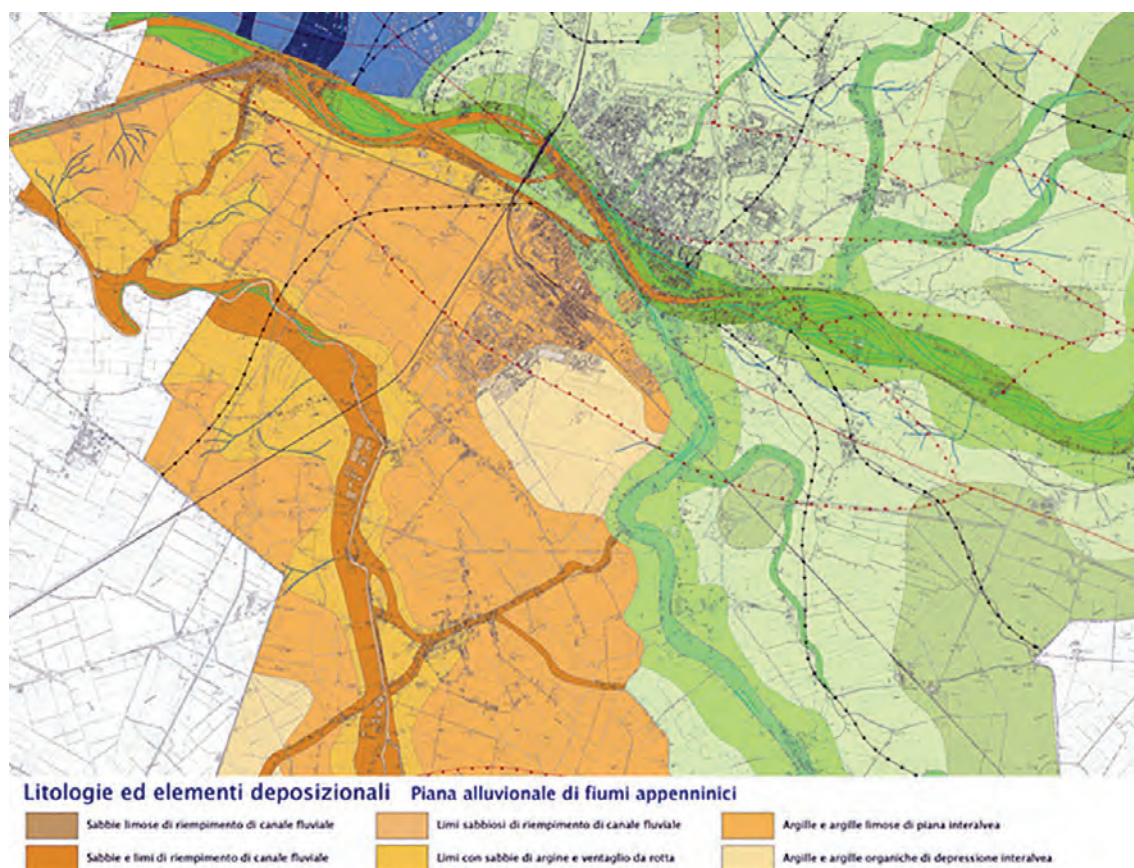 Litologie ed elementi deposizionali Piana alluvionale di fiumi appenninici
Sabbie limose di riempimento di canale fluviale
Limi sabbiosi di riempimento di canale fluviale
Argille e argille limose di piana interalvea
Sabbie e limi di riempimento di canale fluviale
Limi con sabbie di argine e ventaglio da rotta
Argille e argille organiche di depressione interalvea